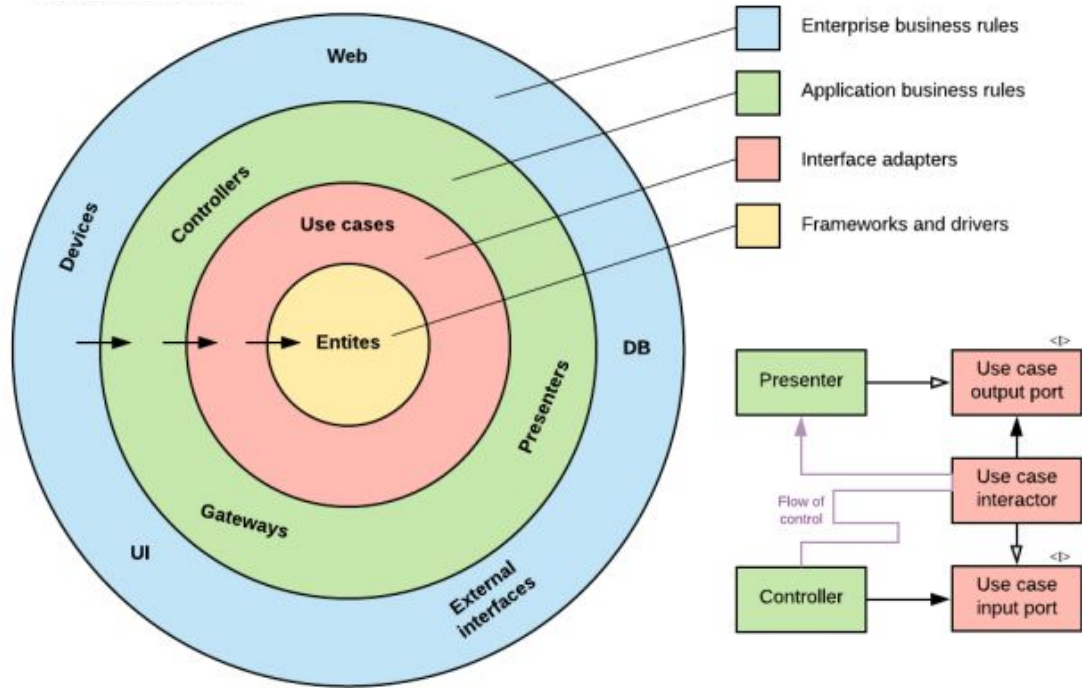 Web
Devices
Controllers
Use cases
Entites
DB
Presenters
Gateways
UI
External
interfaces
Enterprise business rules
Application business rules
Interface adapters
Frameworks and drivers
<I>
Presenter
Use case
output port
Use case
interactor
Flow of
control
<I>
Controller
Use case
input port